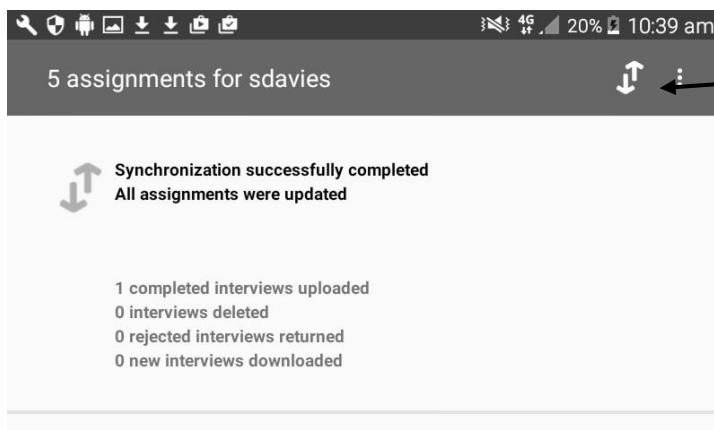 4G 20% 10:39 am
5 assignments for sdavies
Synchronization successfully completed
All assignments were updated
1 completed interviews uploaded
0 interviews deleted
0 rejected interviews returned
0 new interviews downloaded